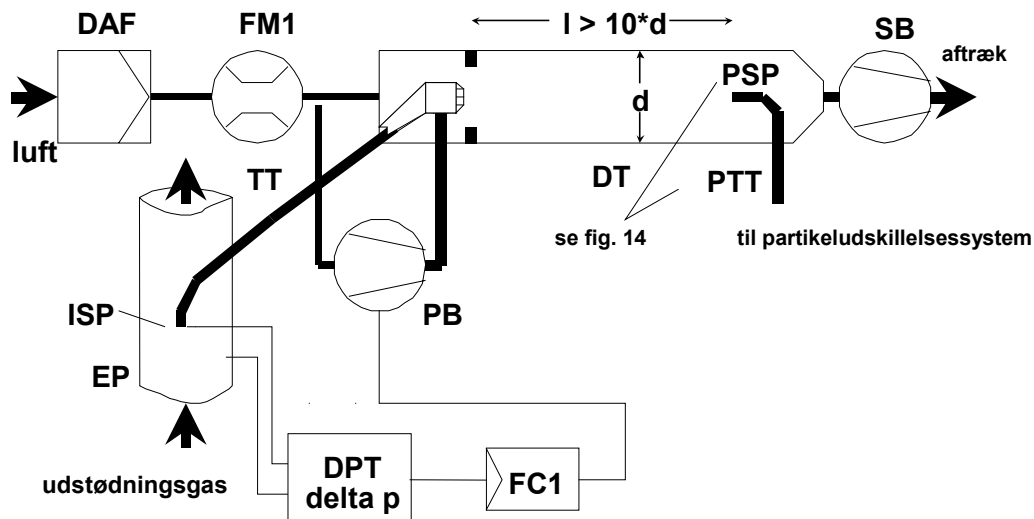 DAF
FM1
l > 10*d
SB
aftræk
PSP
d
luft
TT
DT
PTT
se fig. 14
til partikeludskillelsessystem
ISP
PB
EP
DPT
delta p
FC1
udstødningsgas